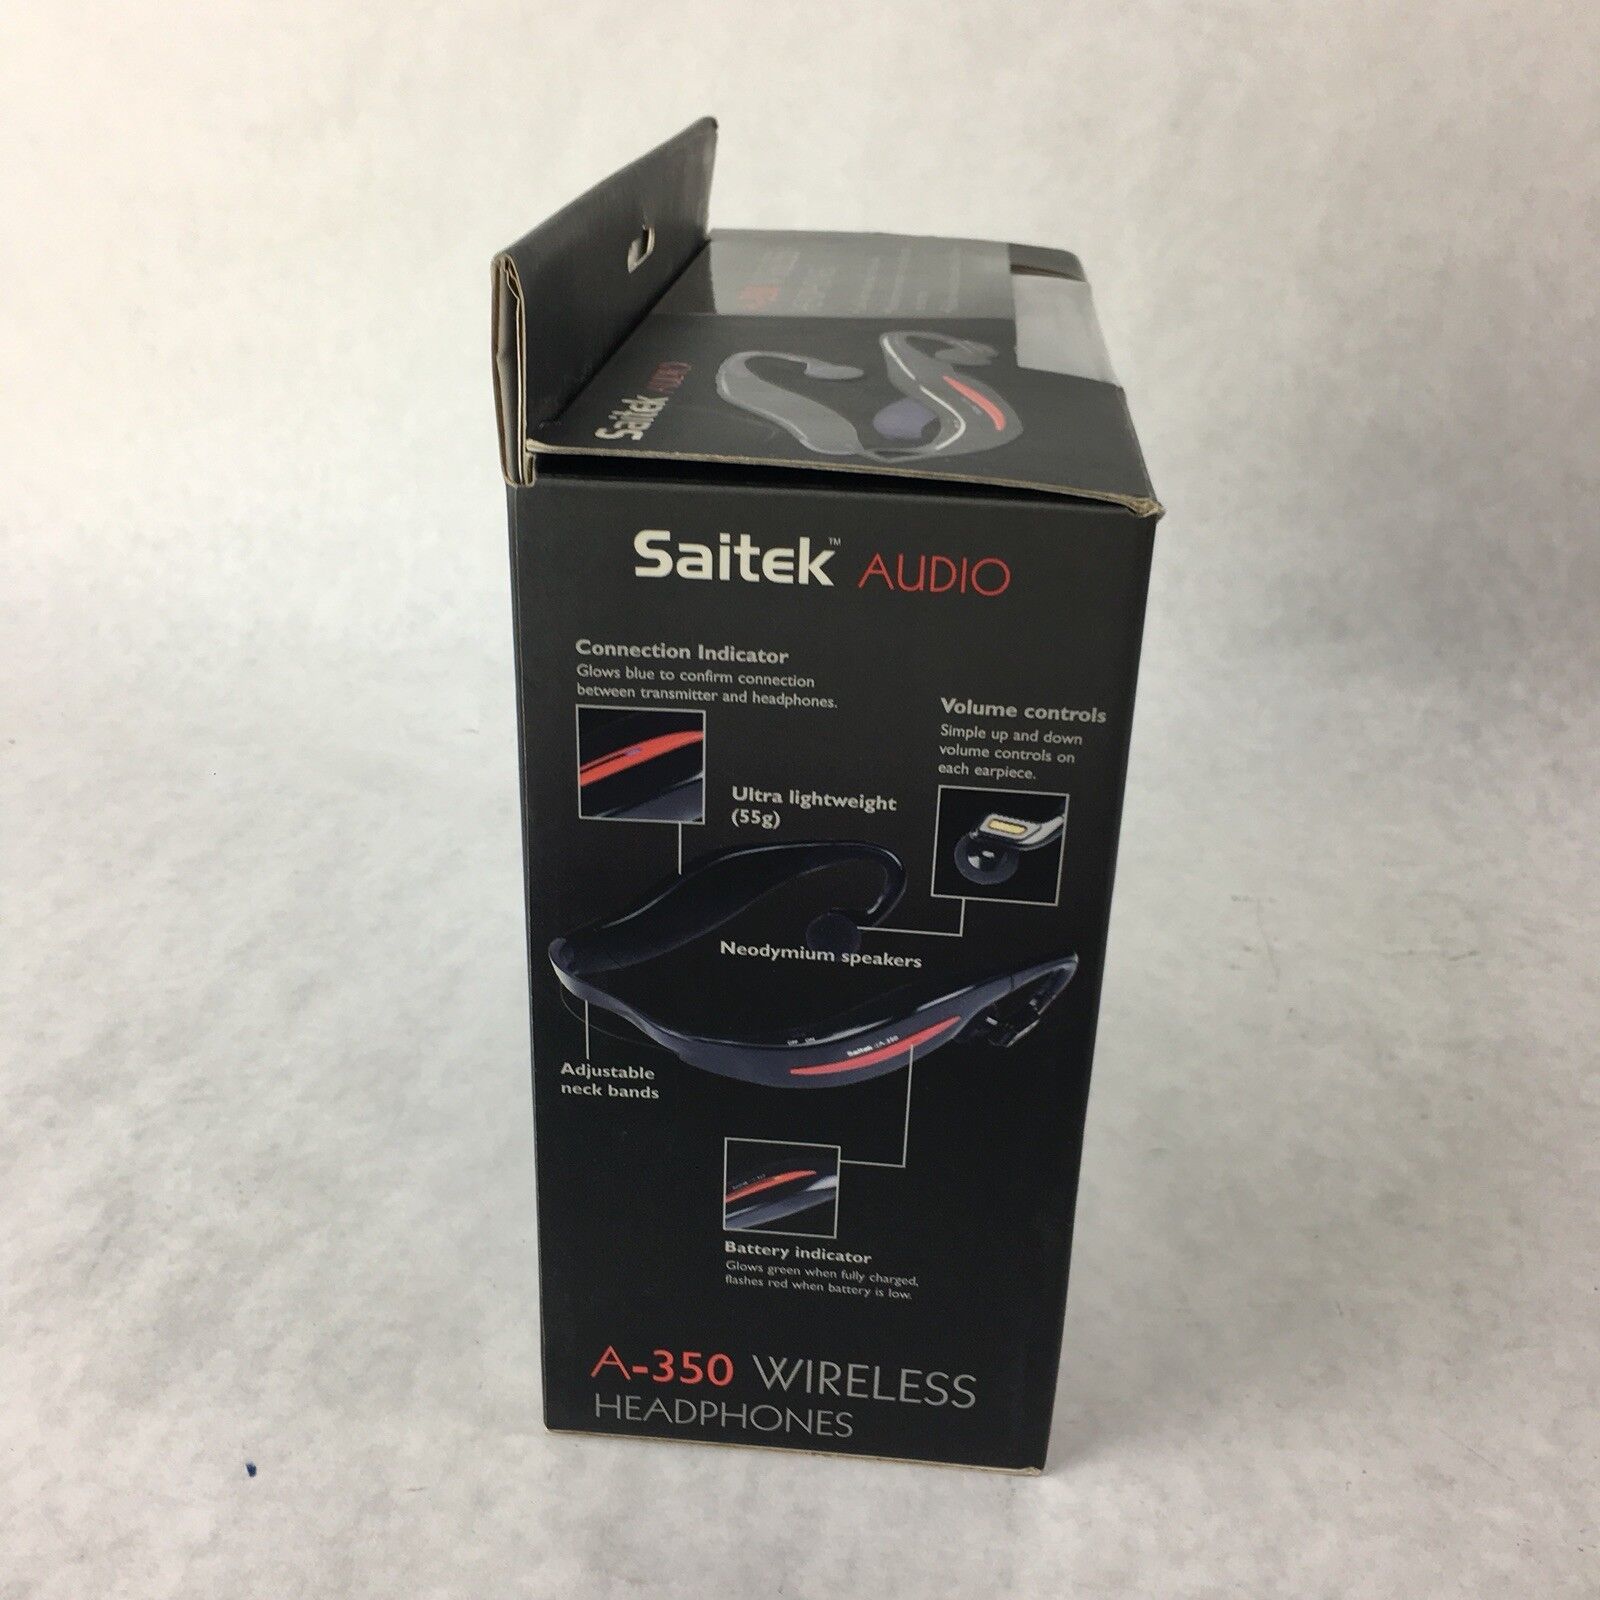 Saitek AUDIO
Saitek™ AUDIO
Connection Indicator
Glows blue to confirm connection
between transmitter and headphones.
Volume controls
Simple up and down
volume controls on
each earpiece.
Ultra lightweight
(55g)
Neodymium speakers
Saitek A-350
Adjustable
neck bands
Battery indicator
Glows green when fully charged,
flashes red when battery is low.
A-350 WIRELESS
HEADPHONES